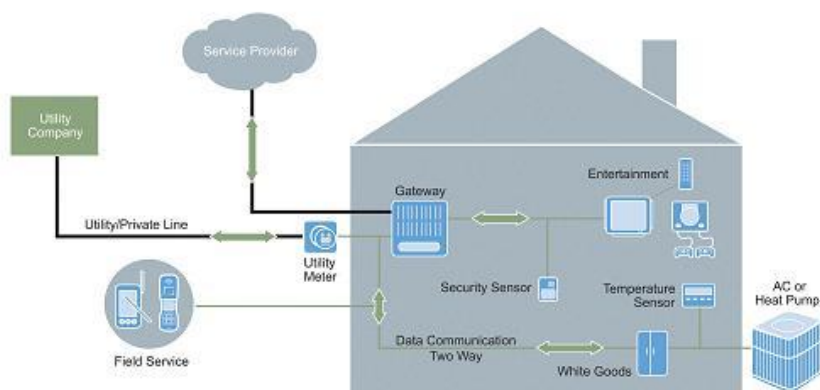 Service Provider
Utility
Company
Utility/Private Line
Utility
Meter
Field Service
Gateway
Entertainment
Security Sensor
Temperature
Sensor
AC or
Heat Pump
Data Communication
Two Way
White Goods